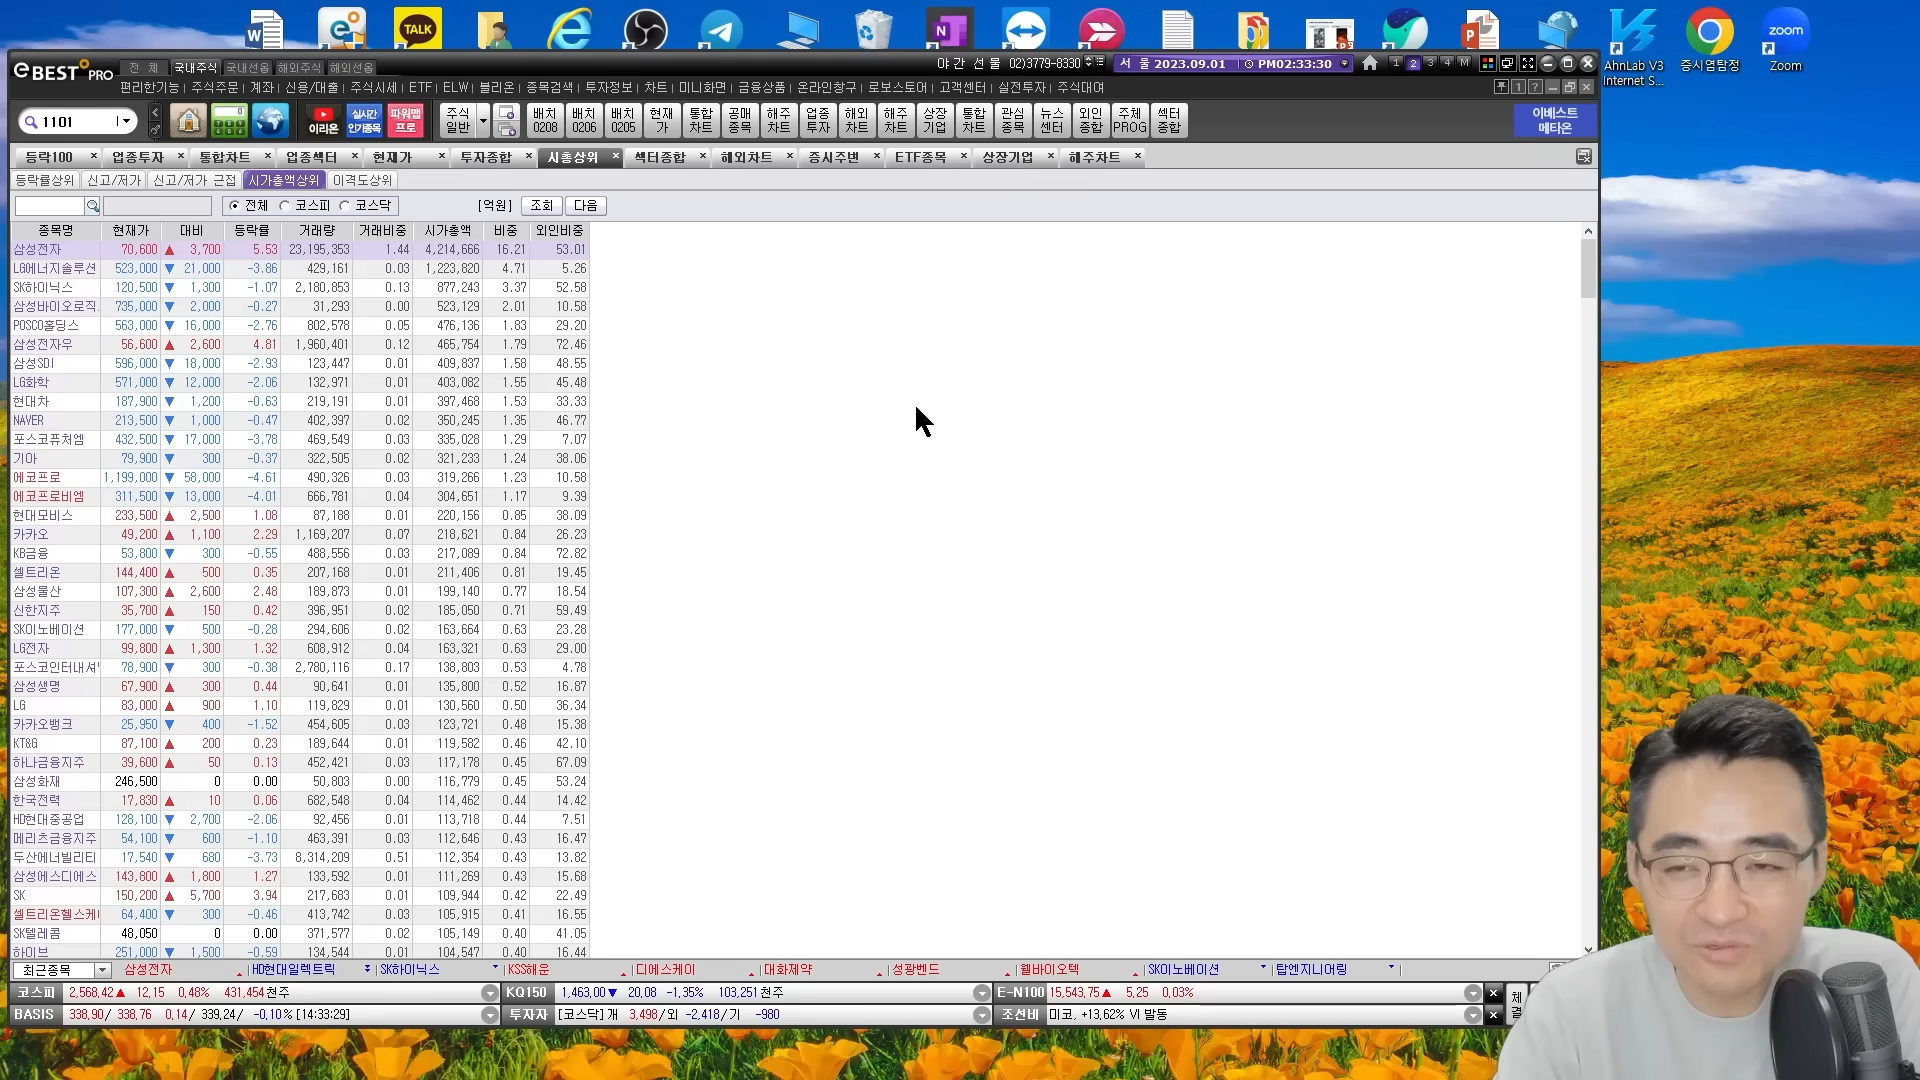 TALK
zoom
AhnLab V3
Internet S...
증시열탐정
Zoom
eBEST PRO 전 체 국내주식 국내선옵 해외주식 해외선옵
야 간 선 물 02)3779-8330 서 울 2023.09.01 PM02:33:30 1 2 3 4 M
편리한기능 주식주문 계좌 신용/대출 주식시세 ETF ELW 블리온 종목검색 투자정보 차트 미니화면 금융상품 온라인창구 로보스토어 고객센터 실전투자 주식대여
1101
이리온
실시간 인기종목
파워맵 프로
주식 일반
배치 0208
배치 0206
배치 0205
현재가
통합 차트
공매 종목
해주 차트
업종 투자
해외 차트
해주 차트
상장 기업
통합 차트
관심 종목
뉴스 센터
외인 종합
주체 PROG
섹터 종합
이베스트 메타온
등락100 업종투자 통합차트 업종섹터 현재가 투자종합 시총상위 섹터종합 해외차트 증시주변 ETF종목 상장기업 해주차트
등락률상위 신고/저가 신고/저가 근접 시가총액상위 이격도상위
전체 코스피 코스닥 [억원] 조회 다음
종목명 현재가 대비 등락률 거래량 거래비중 시가총액 비중 외인비중
삼성전자 70,600 ▲ 3,700 5.53 23,195,353 1.44 4,214,666 16.21 53.01
LG에너지솔루션 523,000 ▼ 21,000 -3.86 429,161 0.03 1,223,820 4.71 5.26
SK하이닉스 120,500 ▼ 1,300 -1.07 2,180,853 0.13 877,243 3.37 52.58
삼성바이오로직. 735,000 ▼ 2,000 -0.27 31,293 0.00 523,129 2.01 10.58
POSCO홀딩스 563,000 ▼ 16,000 -2.76 802,578 0.05 476,136 1.83 29.20
삼성전자우 56,600 ▲ 2,600 4.81 1,960,401 0.12 465,754 1.79 72.46
삼성SDI 596,000 ▼ 18,000 -2.93 123,447 0.01 409,837 1.58 48.55
LG화학 571,000 ▼ 12,000 -2.06 132,971 0.01 403,082 1.55 45.48
현대차 187,900 ▼ 1,200 -0.63 219,191 0.01 397,468 1.53 33.33
NAVER 213,500 ▼ 1,000 -0.47 402,397 0.02 350,245 1.35 46.77
포스코퓨처엠 432,500 ▼ 17,000 -3.78 469,549 0.03 335,028 1.29 7.07
기아 79,900 ▼ 300 -0.37 322,505 0.02 321,233 1.24 38.06
에코프로 1,199,000 ▼ 58,000 -4.61 490,326 0.03 319,266 1.23 10.58
에코프로비엠 311,500 ▼ 13,000 -4.01 666,781 0.04 304,651 1.17 9.39
현대모비스 233,500 ▲ 2,500 1.08 87,188 0.01 220,156 0.85 38.09
카카오 49,200 ▲ 1,100 2.29 1,169,207 0.07 218,621 0.84 26.23
KB금융 53,800 ▼ 300 -0.55 488,556 0.03 217,089 0.84 72.82
셀트리온 144,400 ▲ 500 0.35 207,168 0.01 211,406 0.81 19.45
삼성물산 107,300 ▲ 2,600 2.48 189,873 0.01 199,140 0.77 18.54
신한지주 35,700 ▲ 150 0.42 396,951 0.02 185,050 0.71 59.49
SK이노베이션 177,000 ▼ 500 -0.28 294,606 0.02 163,664 0.63 23.28
LG전자 99,800 ▲ 1,300 1.32 608,912 0.04 163,321 0.63 29.00
포스코인터내셔 78,900 ▼ 300 -0.38 2,780,116 0.17 138,803 0.53 4.78
삼성생명 67,900 ▲ 300 0.44 90,641 0.01 135,800 0.52 16.87
LG 83,000 ▲ 900 1.10 119,829 0.01 130,560 0.50 36.34
카카오뱅크 25,950 ▼ 400 -1.52 454,605 0.03 123,721 0.48 15.38
KT&G 87,100 ▲ 200 0.23 189,644 0.01 119,582 0.46 42.10
하나금융지주 39,600 ▲ 50 0.13 452,421 0.03 117,178 0.45 67.09
삼성화재 246,500 0 0.00 50,803 0.00 116,779 0.45 53.24
한국전력 17,830 ▲ 10 0.06 682,548 0.04 114,462 0.44 14.42
HD현대중공업 128,100 ▼ 2,700 -2.06 92,456 0.01 113,718 0.44 7.51
메리츠금융지주 54,100 ▼ 600 -1.10 463,391 0.03 112,646 0.43 16.47
두산에너빌리티 17,540 ▼ 680 -3.73 8,314,209 0.51 112,354 0.43 13.82
삼성에스디에스 143,800 ▲ 1,800 1.27 133,592 0.01 111,269 0.43 15.68
SK 150,200 ▲ 5,700 3.94 217,683 0.01 109,944 0.42 22.49
셀트리온헬스케 64,400 ▼ 300 -0.46 413,742 0.03 105,915 0.41 16.55
SK텔레콤 48,050 0 0.00 371,577 0.02 105,149 0.40 41.05
하이브 251,000 ▼ 1,500 -0.59 134,544 0.01 104,547 0.40 16.44
최근종목 삼성전자 HD현대일렉트릭 SK하이닉스 KSS해운 디에스케이 대화제약 성광벤드 웰바이오텍 SK이노베이션 탑엔지니어링
코스피 2,568.42▲ 12.15 0.48% 431,454천주 KQ150 1,463.00▼ 20.08 -1.35% 103,251천주 E-N100 15,543.75▲ 5.25 0.03%
체결
BASIS 338.90/ 338.76 0.14/ 339.24/ -0.10% [14:33:29] 투자자 [코스닥] 개 3,498/외 -2,418/기 -980 조선비 미코, +13.62% VI 발동